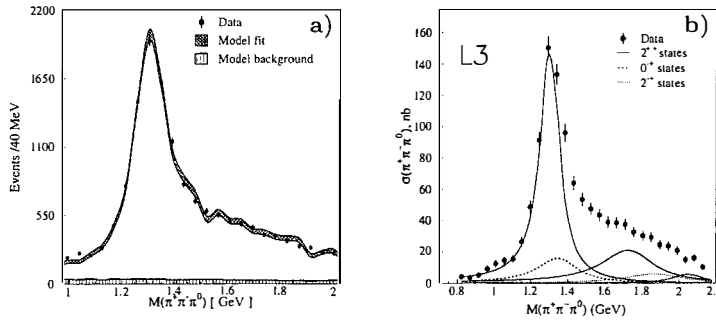 a)
2200
1650
1100
550
0
Events /40 MeV
Data
Model fit
Model background
1 1.2 1.4 1.6 1.8 2
M(π⁺π⁻π⁰) [ GeV ]
b)
L3
160
140
120
100
80
60
40
20
0
σ(π⁺π⁻π⁰), nb
Data
2⁺⁺ states
0⁻⁺ states
2⁻⁺ states
0.8 1 1.2 1.4 1.6 1.8 2 2.
M(π⁺π⁻π⁰) (GeV)